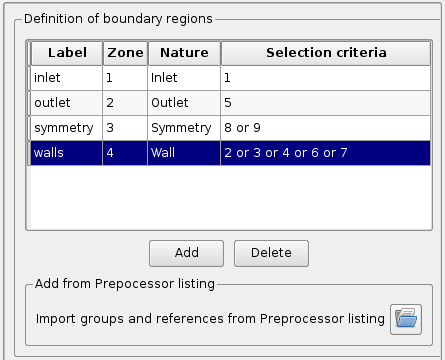 Definition of boundary regions
Label Zone Nature Selection criteria
inlet 1 Inlet 1
outlet 2 Outlet 5
symmetry 3 Symmetry 8 or 9
walls 4 Wall 2 or 3 or 4 or 6 or 7
Add Delete
Add from Prepocessor listing
Import groups and references from Preprocessor listing